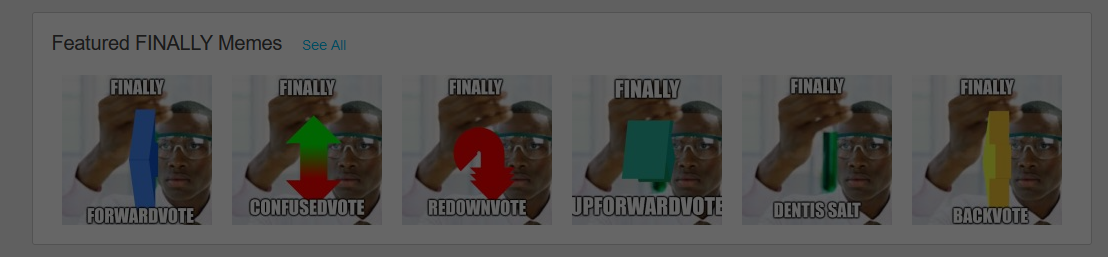 Featured FINALLY Memes See All
FINALLY
FORWARDVOTE
FINALLY
CONFUSEDVOTE
FINALLY
REDOWNVOTE
FINALLY
UPFORWARDVOTE
FINALLY
DENTIS SALT
FINALLY
BACKVOTE